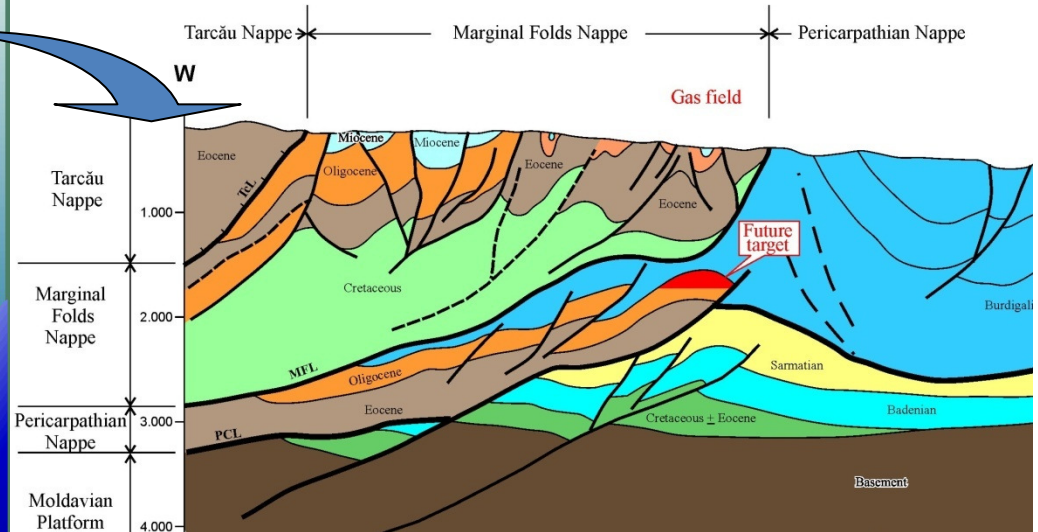 Tarcău Nappe
Marginal Folds Nappe
Pericarpathian Nappe
W
Gas field
Miocene
Miocene
Eocene
Oligocene
Eocene
TcL
Tarcău
Nappe
1.000
Eocene
Future
target
Cretaceous
Marginal
Folds
Nappe
2.000
Burdigali
MFL
Oligocene
Sarmatian
Eocene
Badenian
Pericarpathian
Nappe
3.000
Cretaceous ± Eocene
PCL
Basement
Moldavian
Platform
4.000